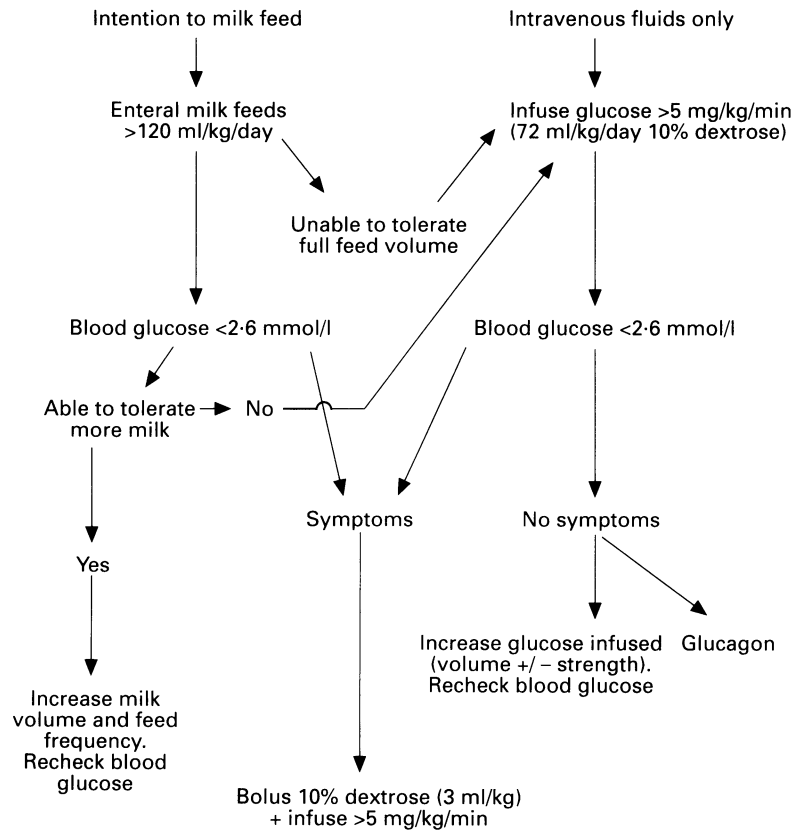 Intention to milk feed
Intravenous fluids only
Enteral milk feeds
>120 ml/kg/day
Infuse glucose >5 mg/kg/min
(72 ml/kg/day 10% dextrose)
Unable to tolerate
full feed volume
Blood glucose <2·6 mmol/l
Blood glucose <2·6 mmol/l
Able to tolerate
more milk
No
Symptoms
No symptoms
Yes
Increase glucose infused
(volume +/− strength).
Recheck blood glucose
Glucagon
Increase milk
volume and feed
frequency.
Recheck blood
glucose
Bolus 10% dextrose (3 ml/kg)
+ infuse >5 mg/kg/min